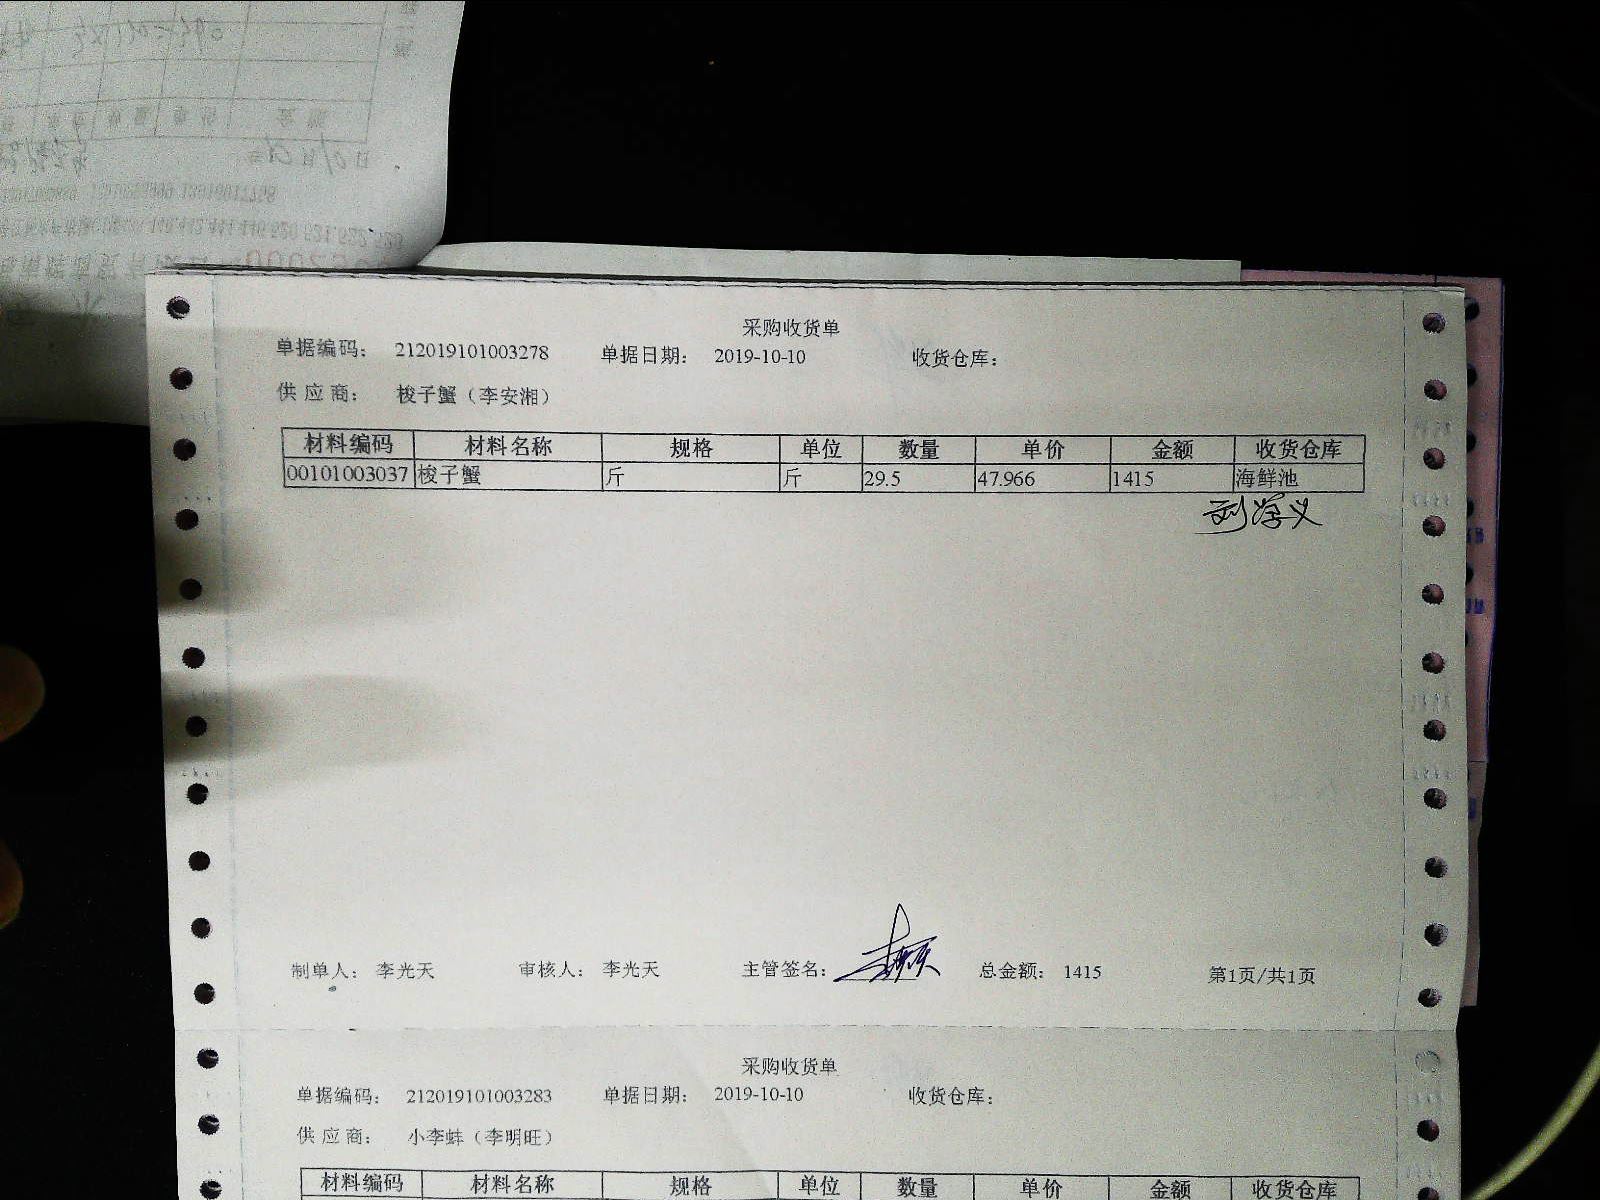 采购收货单
单据编码： 212019101003278 单据日期： 2019-10-10 收货仓库：
供应商： 梭子蟹（李安湘）
材料编码 材料名称 规格 单位 数量 单价 金额 收货仓库
00101003037 梭子蟹 斤 斤 29.5 47.966 1415 海鲜池
刘学义
制单人： 李光天 审核人： 李光天 主管签名： 总金额： 1415 第1页/共1页
采购收货单
单据编码： 212019101003283 单据日期： 2019-10-10 收货仓库：
供应商： 小李蚌（李明旺）
材料编码 材料名称 规格 单位 数量 单价 金额 收货仓库